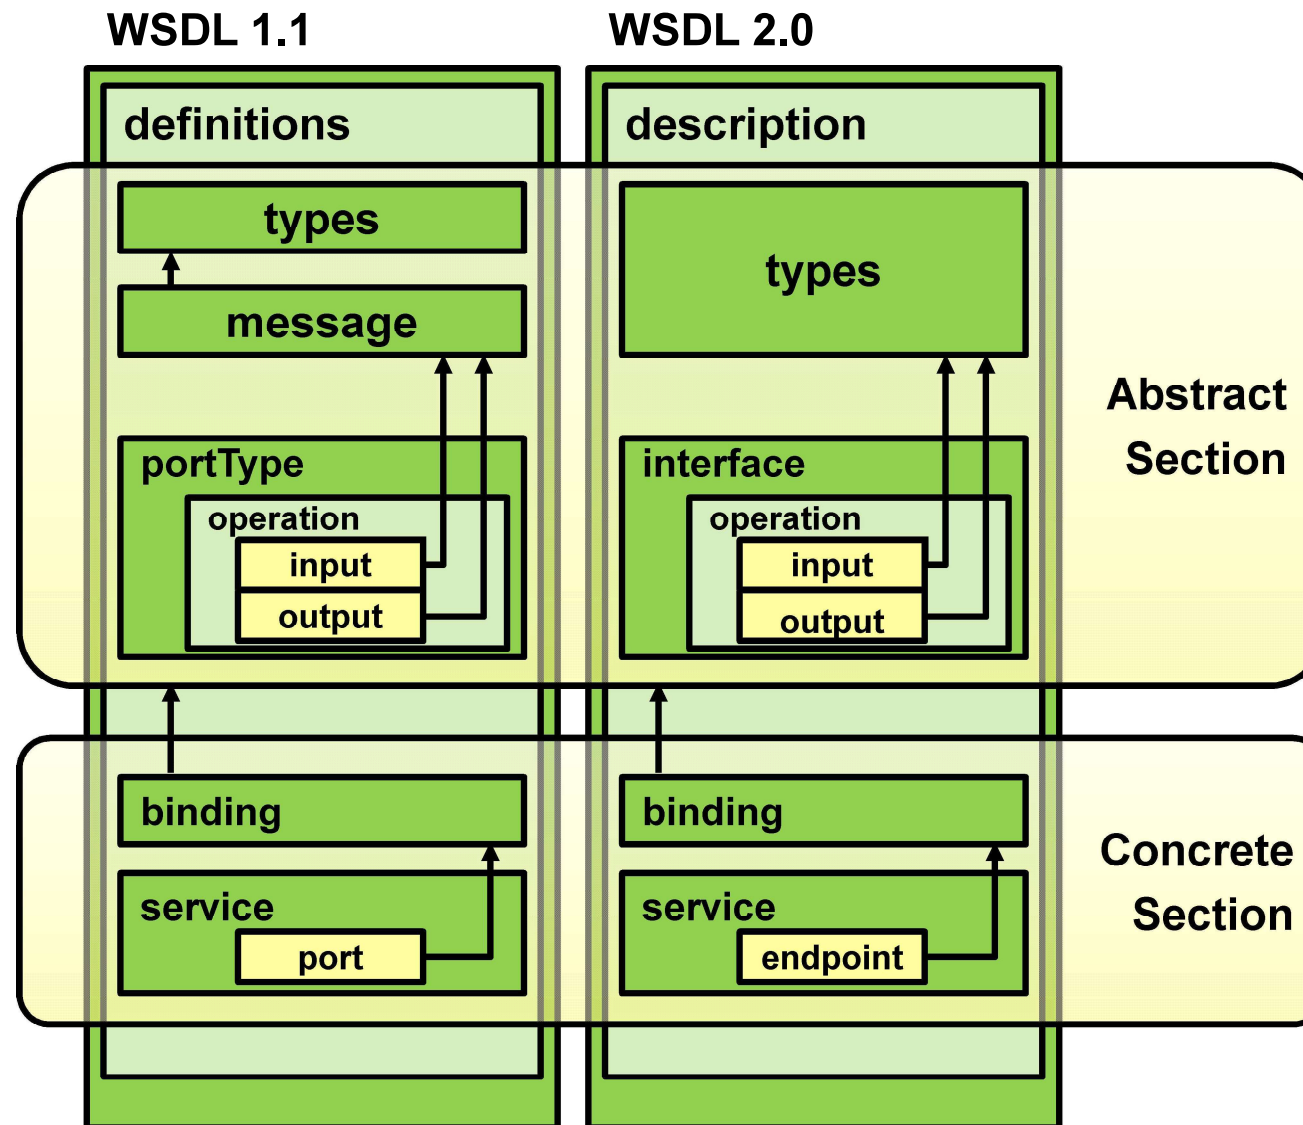 WSDL 1.1
definitions
types
message
portType
operation
input
output
binding
service
port
WSDL 2.0
description
types
interface
operation
input
output
binding
service
endpoint
Abstract
Section
Concrete
Section